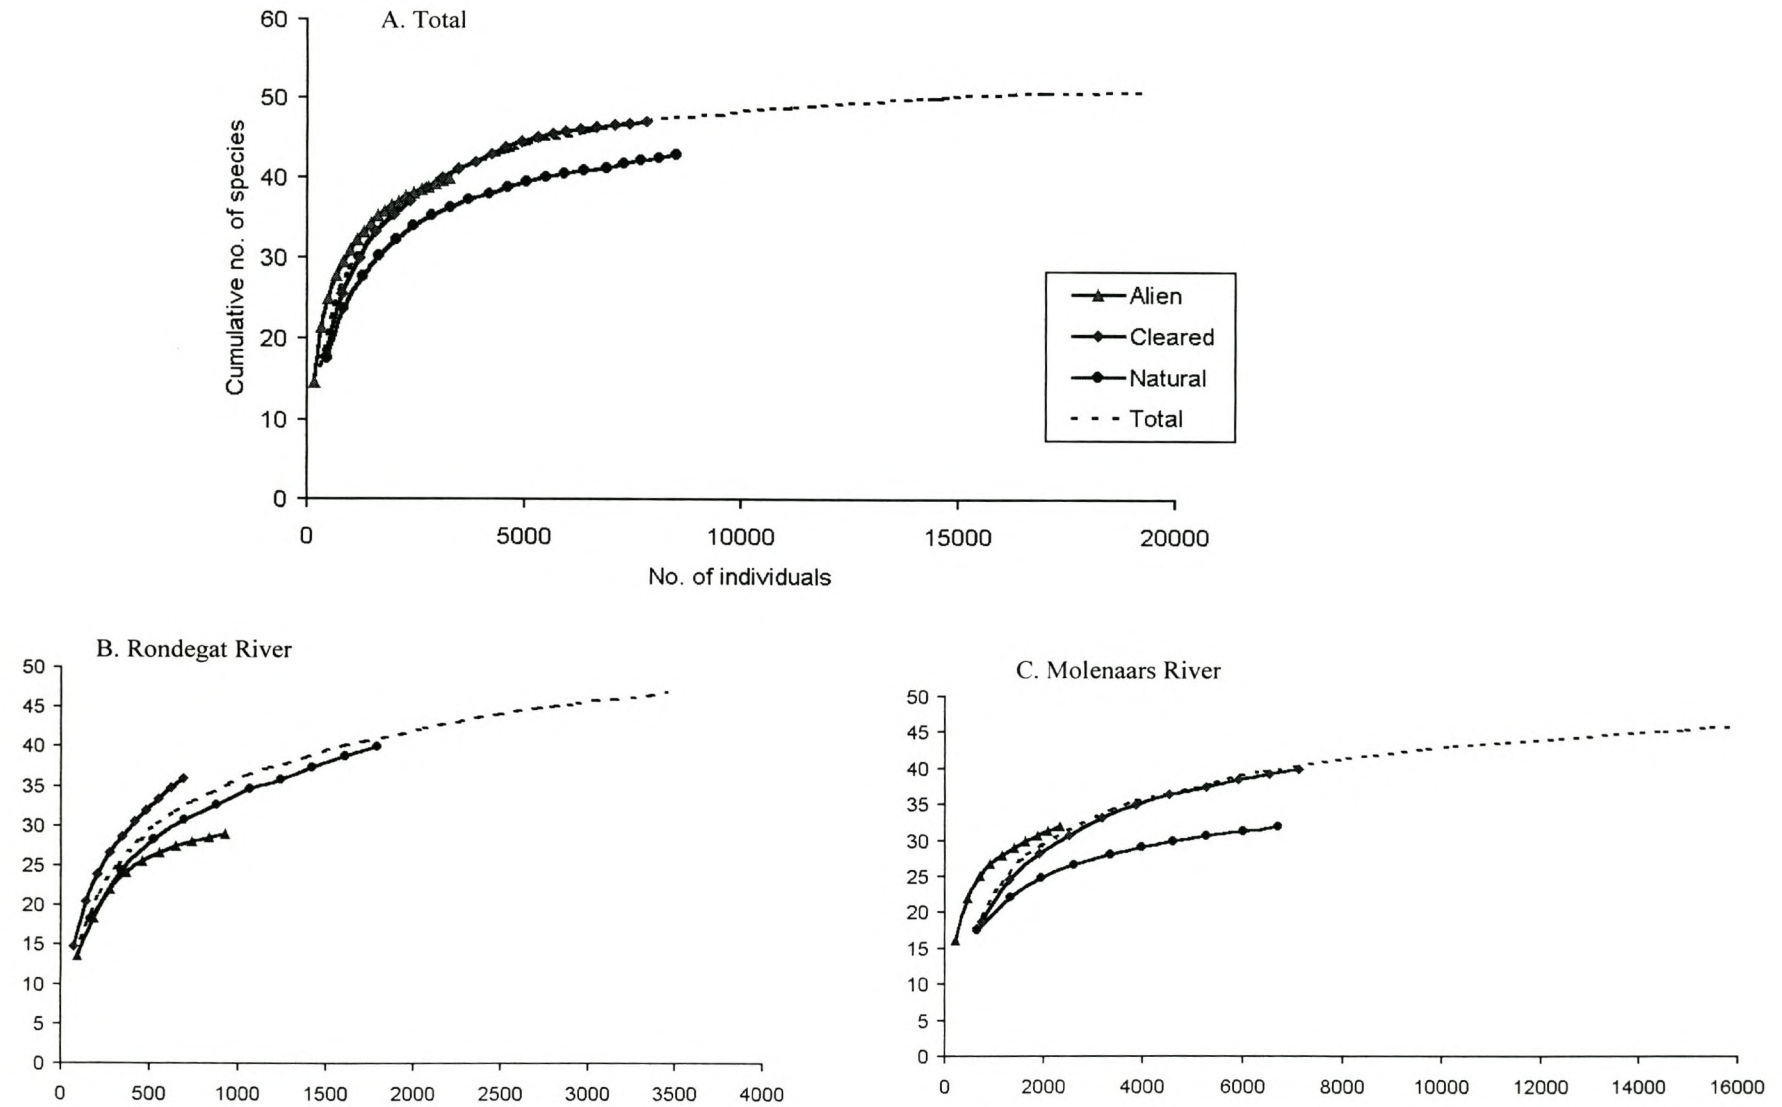 A. Total
60
50
40
30
20
10
0
Cumulative no. of species
0 5000 10000 15000 20000
No. of individuals
Alien
Cleared
Natural
Total
B. Rondegat River
50
45
40
35
30
25
20
15
10
5
0
0 500 1000 1500 2000 2500 3000 3500 4000
C. Molenaars River
50
45
40
35
30
25
20
15
10
5
0
0 2000 4000 6000 8000 10000 12000 14000 16000